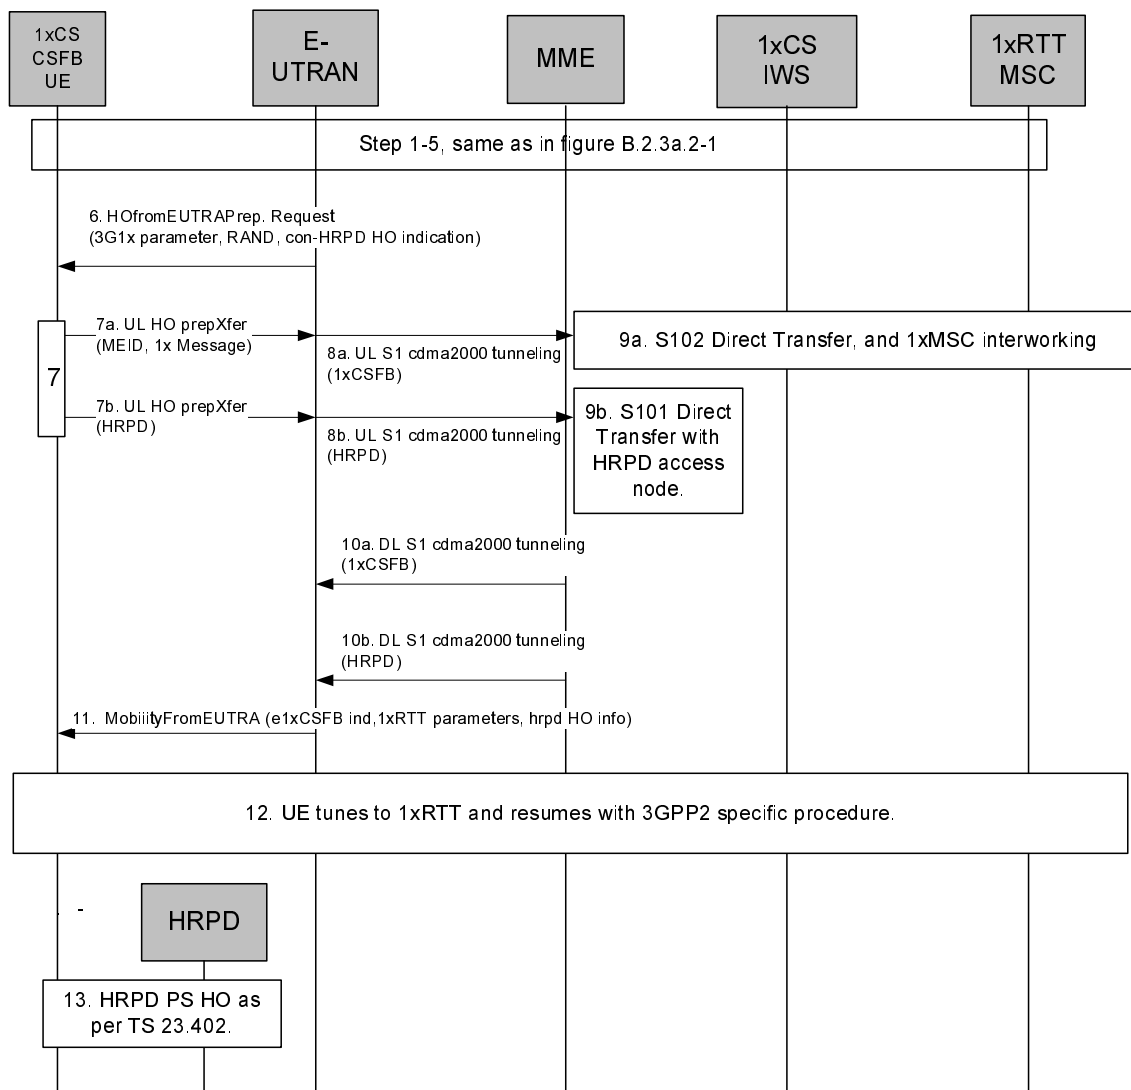 1xCS
CSFB
UE
E-
UTRAN
MME
1xCS
IWS
1xRTT
MSC
Step 1-5, same as in figure B.2.3a.2-1
6. HOfromEUTRAPrep. Request
(3G1x parameter, RAND, con-HRPD HO indication)
7
7a. UL HO prepXfer
(MEID, 1x Message)
8a. UL S1 cdma2000 tunneling
(1xCSFB)
9a. S102 Direct Transfer, and 1xMSC interworking
7b. UL HO prepXfer
(HRPD)
8b. UL S1 cdma2000 tunneling
(HRPD)
9b. S101 Direct
Transfer with
HRPD access
node.
10a. DL S1 cdma2000 tunneling
(1xCSFB)
10b. DL S1 cdma2000 tunneling
(HRPD)
11. MobiiityFromEUTRA (e1xCSFB ind,1xRTT parameters, hrpd HO info)
12. UE tunes to 1xRTT and resumes with 3GPP2 specific procedure.
HRPD
13. HRPD PS HO as
per TS 23.402.